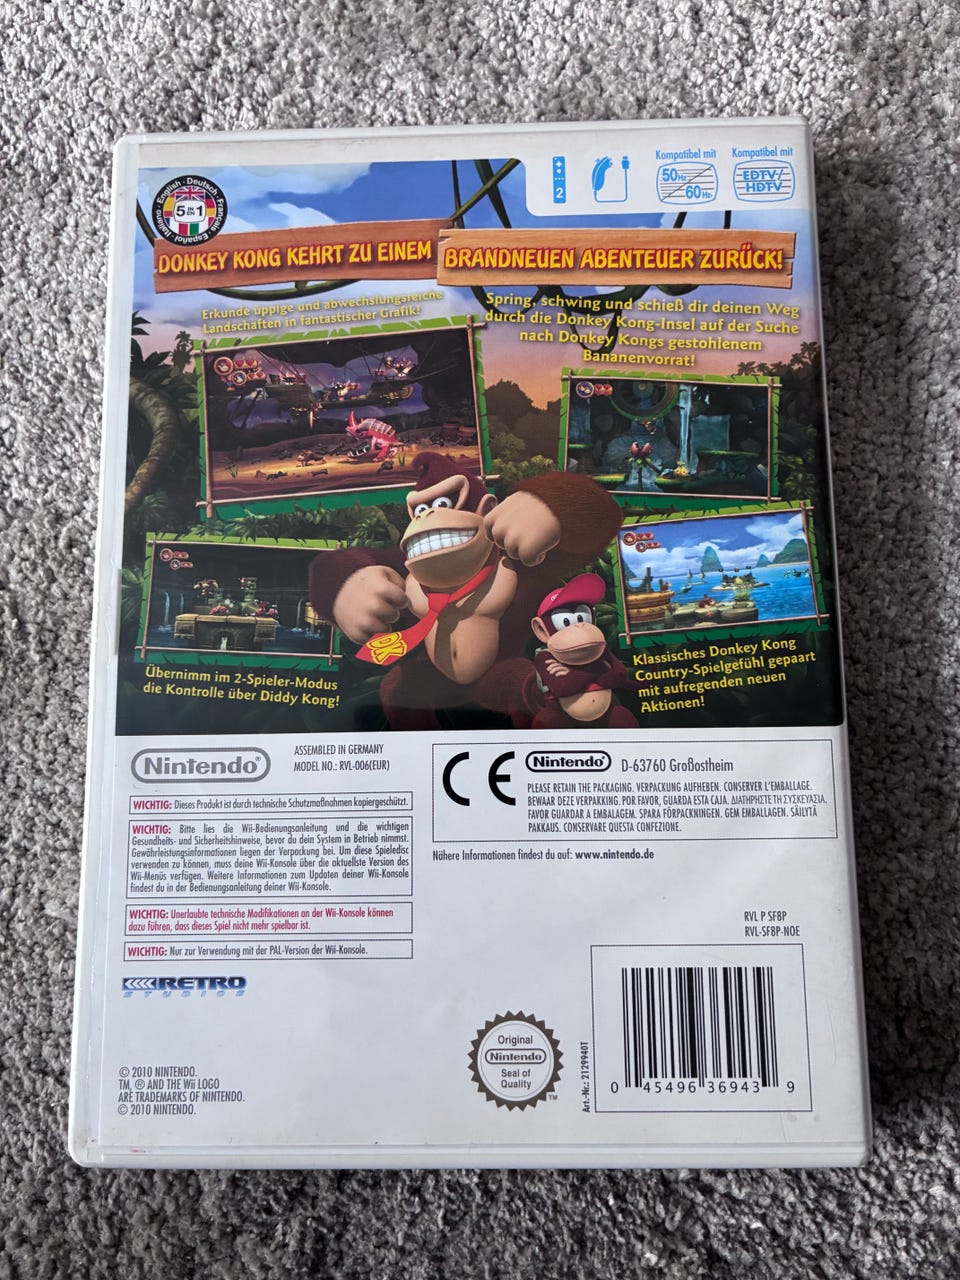 English · Deutsch · Français · Español · Italiano
5 IN EN 1
2
Kompatibel mit
50Hz
60Hz
Kompatibel mit
EDTV/
HDTV
DONKEY KONG KEHRT ZU EINEM BRANDNEUEN ABENTEUER ZURÜCK!
Erkunde üppige und abwechslungsreiche
Landschaften in fantastischer Grafik!
Spring, schwing und schieß dir deinen Weg
durch die Donkey Kong-Insel auf der Suche
nach Donkey Kongs gestohlenem
Bananenvorrat!
DK
Übernimm im 2-Spieler-Modus
die Kontrolle über Diddy Kong!
Klassisches Donkey Kong
Country-Spielgefühl gepaart
mit aufregenden neuen
Aktionen!
Nintendo®
ASSEMBLED IN GERMANY
MODEL NO.: RVL-006(EUR)
WICHTIG: Dieses Produkt ist durch technische Schutzmaßnahmen kopiergeschützt.
WICHTIG: Bitte lies die Wii-Bedienungsanleitung und die wichtigen
Gesundheits- und Sicherheitshinweise, bevor du dein System in Betrieb nimmst.
Gewährleistungsinformationen liegen der Verpackung bei. Um diese Spieledisc
verwenden zu können, muss deine Wii-Konsole über die aktuellste Version des
Wii-Menüs verfügen. Weitere Informationen zum Updaten deiner Wii-Konsole
findest du in der Bedienungsanleitung deiner Wii-Konsole.
WICHTIG: Unerlaubte technische Modifikationen an der Wii-Konsole können
dazu führen, dass dieses Spiel nicht mehr spielbar ist.
WICHTIG: Nur zur Verwendung mit der PAL-Version der Wii-Konsole.
CE
Nintendo®
D-63760 Großostheim
PLEASE RETAIN THE PACKAGING. VERPACKUNG AUFHEBEN. CONSERVER L'EMBALLAGE.
BEWAAR DEZE VERPAKKING. POR FAVOR, GUARDA ESTA CAJA. ΔΙΑΤΗΡΗΣΤΕ ΤΗ ΣΥΣΚΕΥΑΣΙΑ.
FAVOR GUARDAR A EMBALAGEM. SPARA FÖRPACKNINGEN. GEM EMBALLAGEN. SÄILYTÄ
PAKKAUS. CONSERVARE QUESTA CONFEZIONE.
Nähere Informationen findest du auf: www.nintendo.de
RVL P SF8P
RVL-SF8P-NOE
RETRO
STUDIOS
© 2010 NINTENDO.
TM, ® AND THE Wii LOGO
ARE TRADEMARKS OF NINTENDO.
© 2010 NINTENDO.
Original
Nintendo
Seal of
Quality
TM
Art.-Nr.: 2129940T
0 45496 36943 9